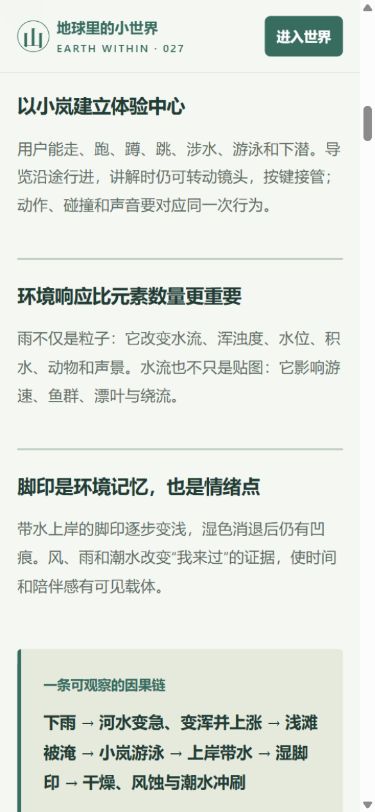 地球里的小世界
EARTH WITHIN · 027
进入世界
以小岚建立体验中心
用户能走、跑、蹲、跳、涉水、游泳和下潜。导
览沿途行进，讲解时仍可转动镜头，按键接管；
动作、碰撞和声音要对应同一次行为。
环境响应比元素数量更重要
雨不仅是粒子：它改变水流、浑浊度、水位、积
水、动物和声景。水流也不只是贴图：它影响游
速、鱼群、漂叶与绕流。
脚印是环境记忆，也是情绪点
带水上岸的脚印逐步变浅，湿色消退后仍有凹
痕。风、雨和潮水改变“我来过”的证据，使时间
和陪伴感有可见载体。
一条可观察的因果链
下雨 → 河水变急、变浑并上涨 → 浅滩
被淹 → 小岚游泳 → 上岸带水 → 湿脚
印 → 干燥、风蚀与潮水冲刷